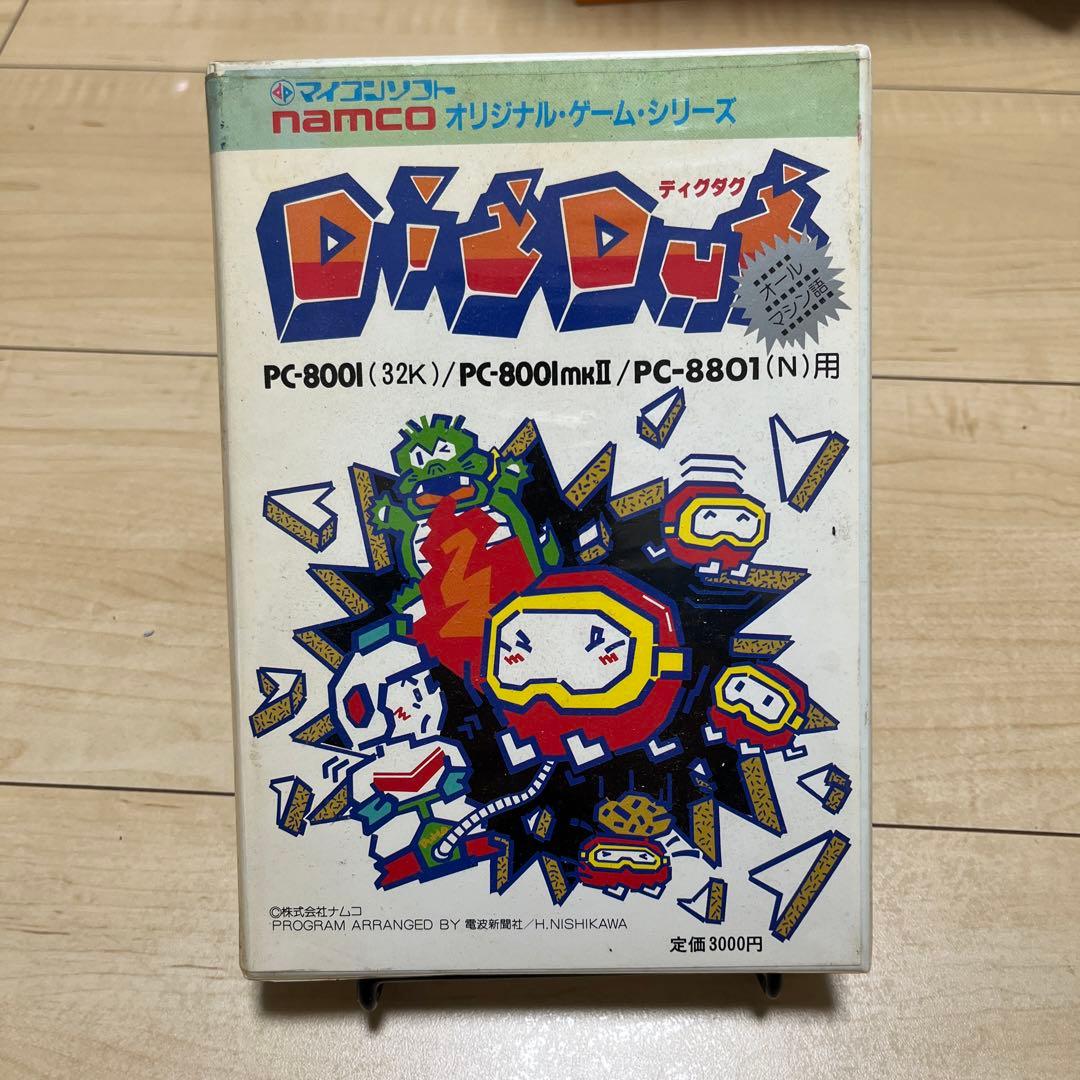 マイコンソフト
namco オリジナル・ゲーム・シリーズ
ディグダグ
Dig Dug
オール
マシン語
PC-8001(32K)/PC-8001mkII/PC-8801(N)用
©株式会社ナムコ
PROGRAM ARRANGED BY 電波新聞社/H.NISHIKAWA
定価3000円